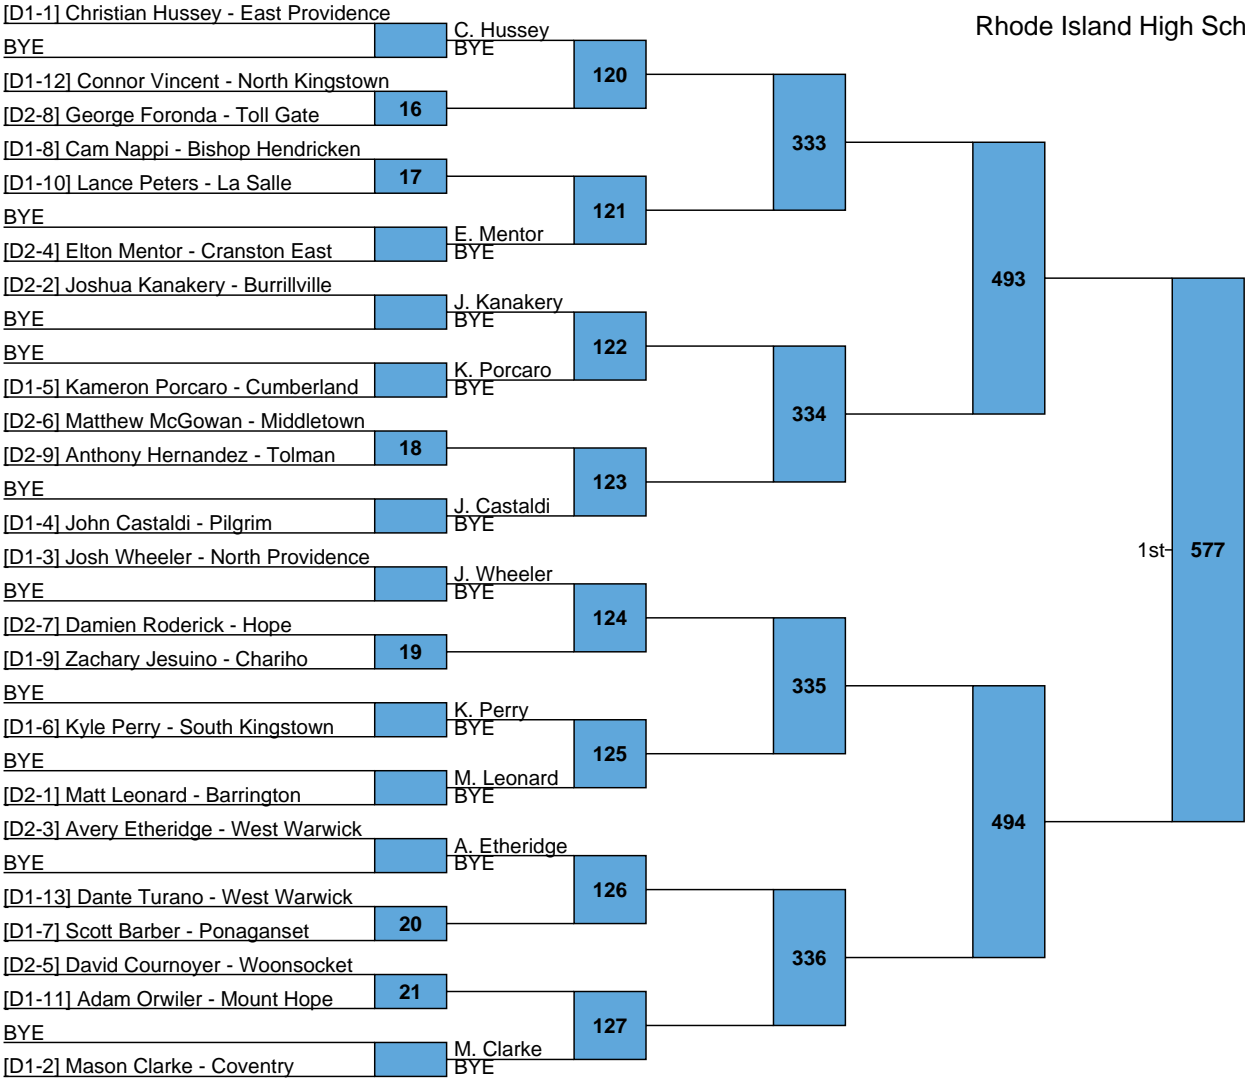 [D1-1] Christian Hussey - East Providence
Rhode Island High Sch
C. Hussey
BYE
BYE
120
[D1-12] Connor Vincent - North Kingstown
16
[D2-8] George Foronda - Toll Gate
333
[D1-8] Cam Nappi - Bishop Hendricken
17
[D1-10] Lance Peters - La Salle
121
BYE
E. Mentor
[D2-4] Elton Mentor - Cranston East
BYE
493
[D2-2] Joshua Kanakery - Burrillville
J. Kanakery
BYE
BYE
122
BYE
K. Porcaro
[D1-5] Kameron Porcaro - Cumberland
BYE
334
[D2-6] Matthew McGowan - Middletown
18
[D2-9] Anthony Hernandez - Tolman
123
BYE
J. Castaldi
[D1-4] John Castaldi - Pilgrim
BYE
1st
577
[D1-3] Josh Wheeler - North Providence
J. Wheeler
BYE
BYE
124
[D2-7] Damien Roderick - Hope
19
[D1-9] Zachary Jesuino - Chariho
335
BYE
K. Perry
[D1-6] Kyle Perry - South Kingstown
BYE
125
BYE
M. Leonard
[D2-1] Matt Leonard - Barrington
BYE
494
[D2-3] Avery Etheridge - West Warwick
A. Etheridge
BYE
BYE
126
[D1-13] Dante Turano - West Warwick
20
[D1-7] Scott Barber - Ponaganset
336
[D2-5] David Cournoyer - Woonsocket
21
[D1-11] Adam Orwiler - Mount Hope
127
BYE
M. Clarke
[D1-2] Mason Clarke - Coventry
BYE